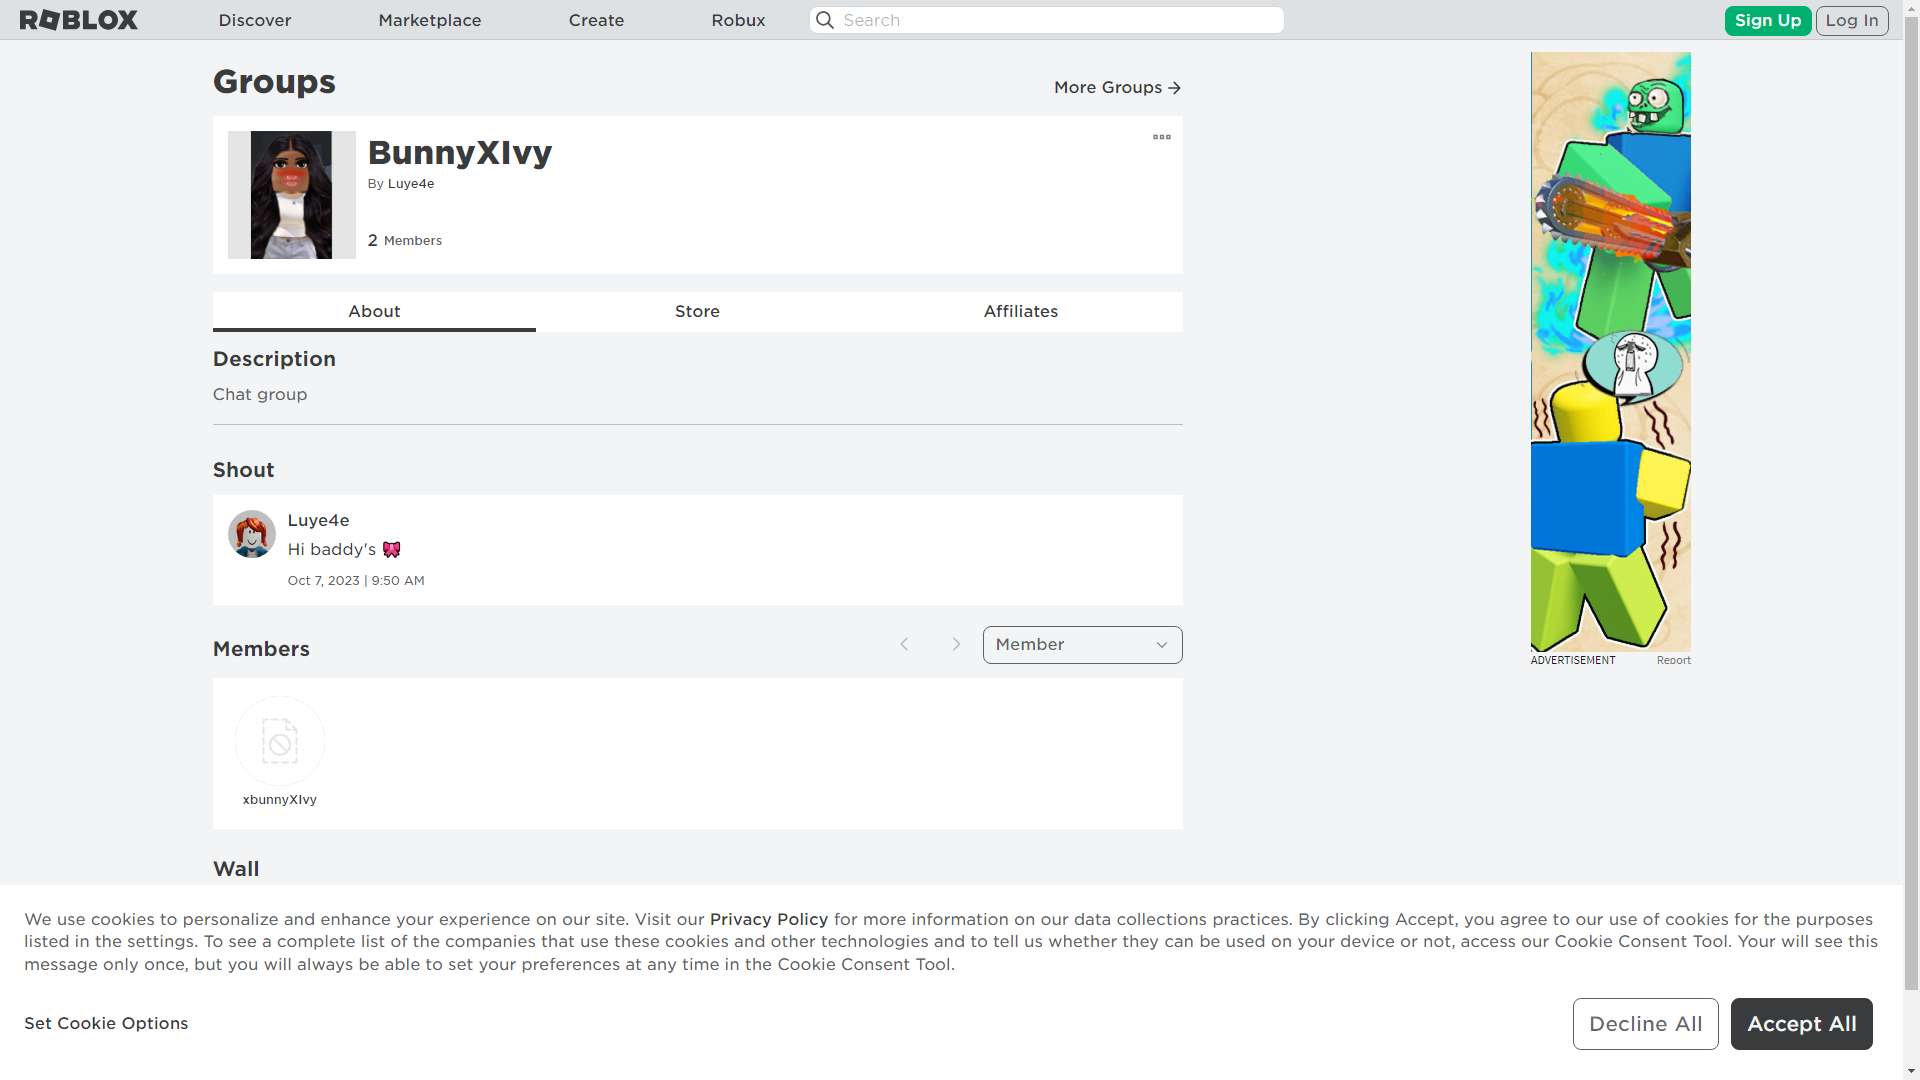 ROBLOX
Discover
Marketplace
Create
Robux
Search
Sign Up
Log In
Groups
More Groups
BunnyXIvy
By Luye4e
2 Members
About
Store
Affiliates
Description
Chat group
Shout
Luye4e
Hi baddy's 🎀
Oct 7, 2023 | 9:50 AM
Members
Member
xbunnyXIvy
Wall
ADVERTISEMENT
Report
We use cookies to personalize and enhance your experience on our site. Visit our Privacy Policy for more information on our data collections practices. By clicking Accept, you agree to our use of cookies for the purposes
listed in the settings. To see a complete list of the companies that use these cookies and other technologies and to tell us whether they can be used on your device or not, access our Cookie Consent Tool. Your will see this
message only once, but you will always be able to set your preferences at any time in the Cookie Consent Tool.
Set Cookie Options
Decline All
Accept All